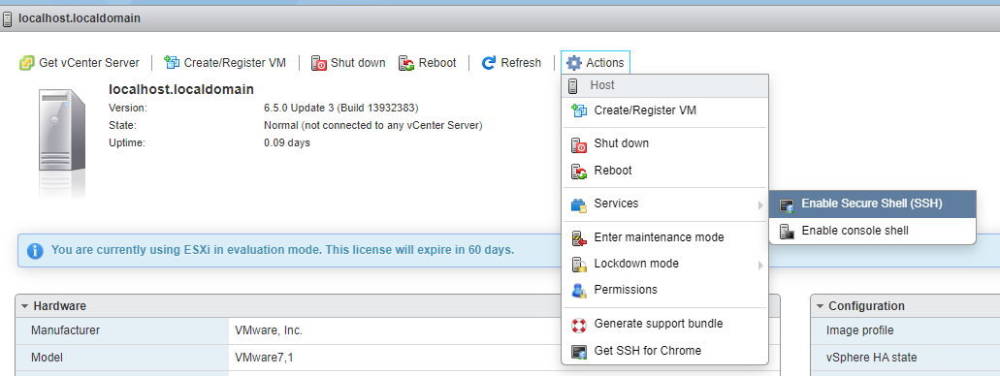 localhost.localdomain
Get vCenter Server Create/Register VM Shut down Reboot Refresh Actions
localhost.localdomain
Version: 6.5.0 Update 3 (Build 13932383)
State: Normal (not connected to any vCenter Server)
Uptime: 0.09 days
Host
Create/Register VM
Shut down
Reboot
Services
Enter maintenance mode
Lockdown mode
Permissions
Generate support bundle
Get SSH for Chrome
Enable Secure Shell (SSH)
Enable console shell
You are currently using ESXi in evaluation mode. This license will expire in 60 days.
Hardware
Manufacturer VMware, Inc.
Model VMware7,1
Configuration
Image profile
vSphere HA state